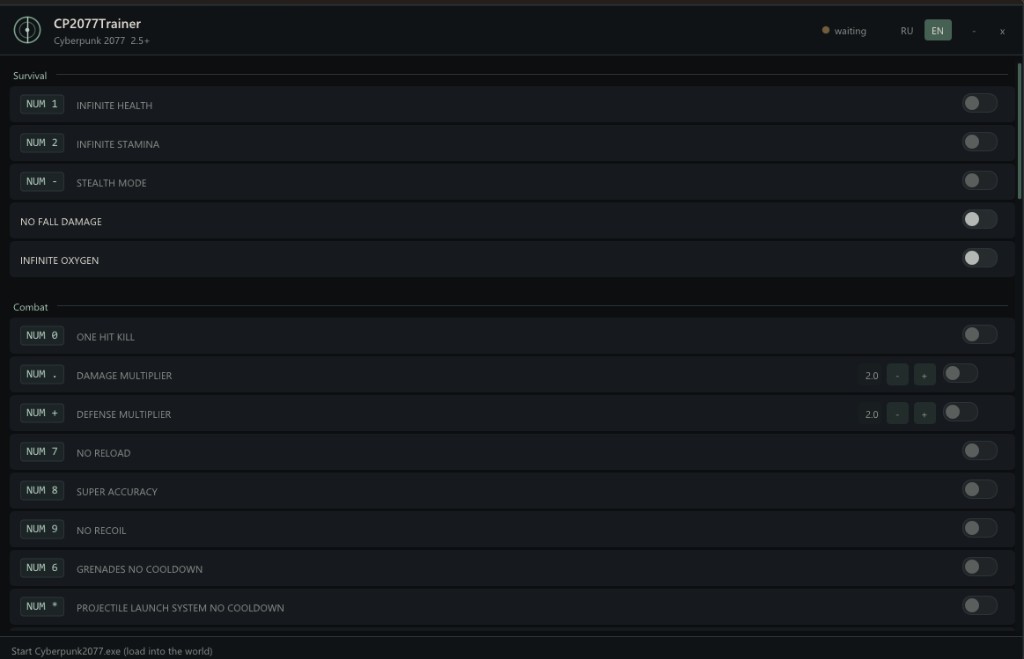 CP2077Trainer
Cyberpunk 2077 2.5+
waiting
RU
EN
-
x
Survival
NUM 1 INFINITE HEALTH
NUM 2 INFINITE STAMINA
NUM - STEALTH MODE
NO FALL DAMAGE
INFINITE OXYGEN
Combat
NUM 0 ONE HIT KILL
NUM . DAMAGE MULTIPLIER 2.0 - +
NUM + DEFENSE MULTIPLIER 2.0 - +
NUM 7 NO RELOAD
NUM 8 SUPER ACCURACY
NUM 9 NO RECOIL
NUM 6 GRENADES NO COOLDOWN
NUM * PROJECTILE LAUNCH SYSTEM NO COOLDOWN
Start Cyberpunk2077.exe (load into the world)